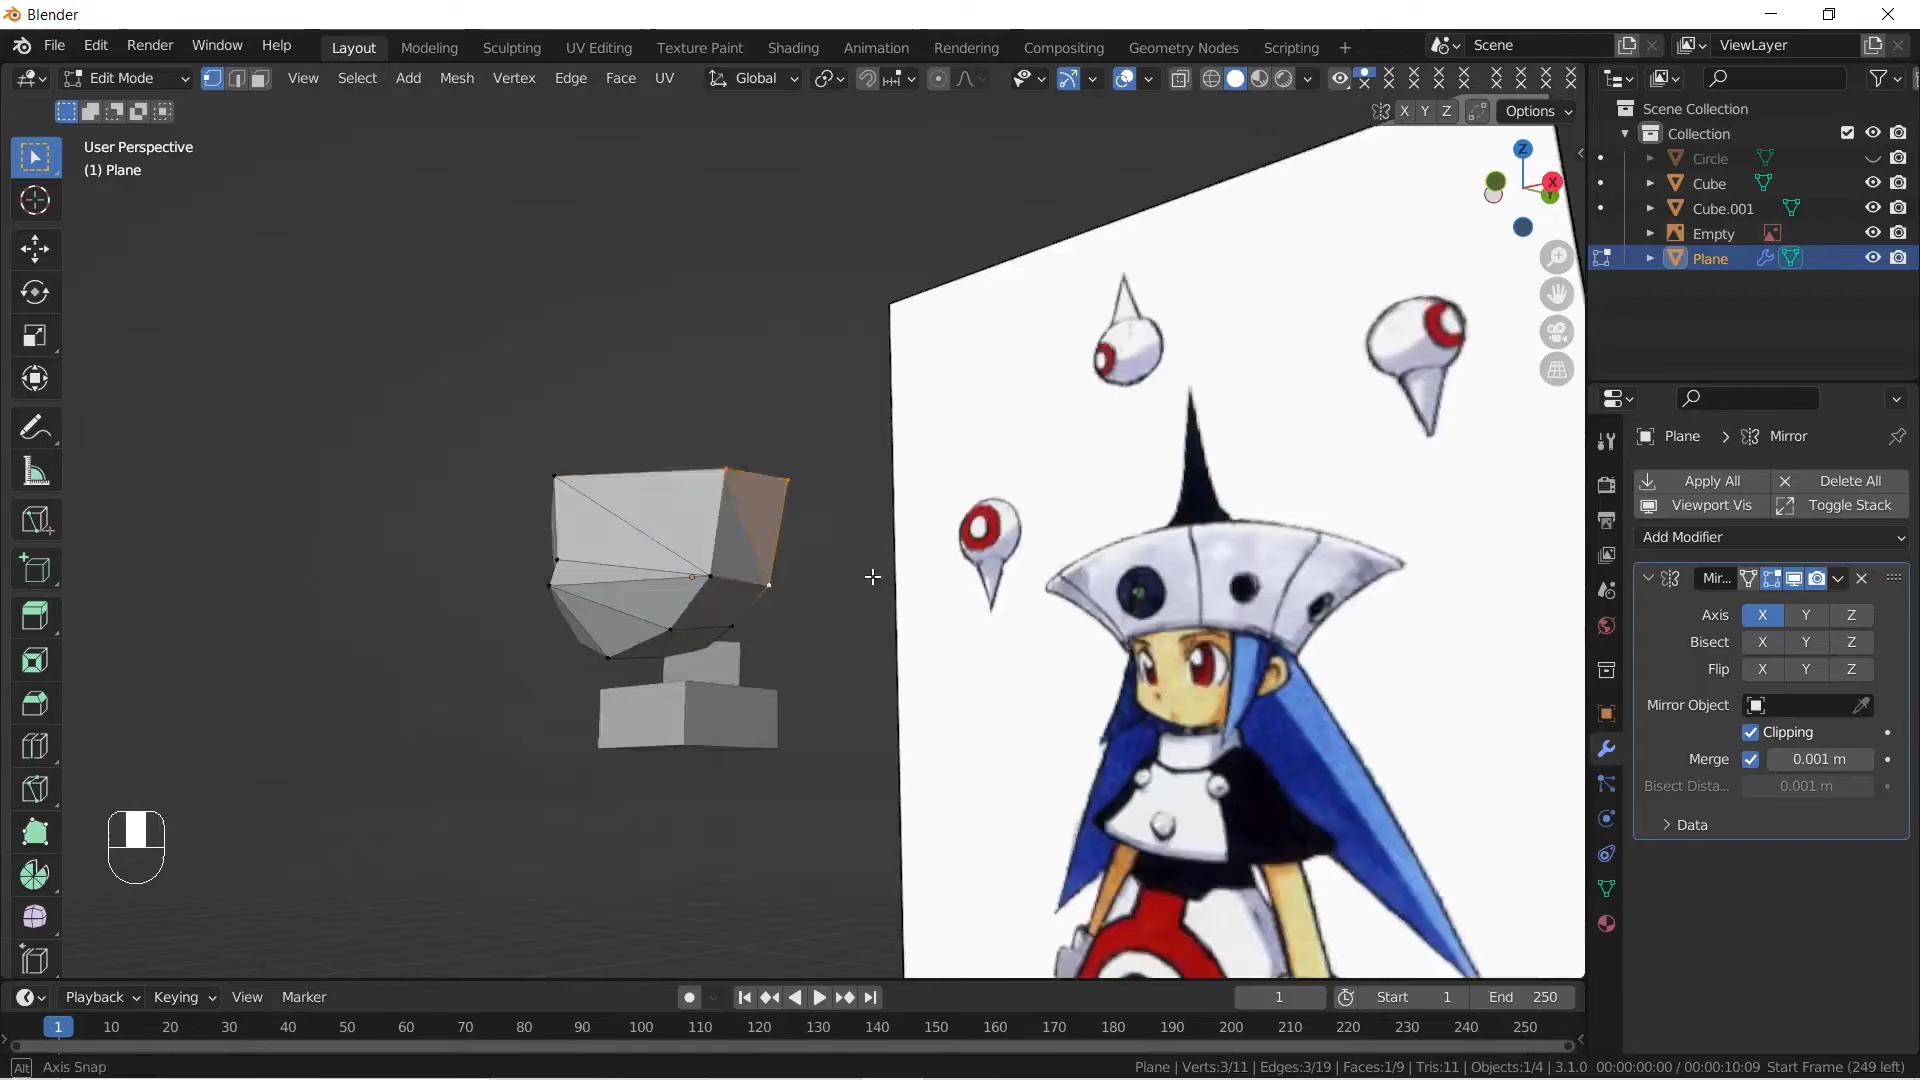 Blender
File Edit Render Window Help Layout Modeling Sculpting UV Editing Texture Paint Shading Animation Rendering Compositing Geometry Nodes Scripting + Scene ViewLayer
Edit Mode View Select Add Mesh Vertex Edge Face UV Global
X Y Z Options
User Perspective
(1) Plane
Z
X
Y
Scene Collection
Collection
Circle
Cube
Cube.001
Empty
Plane
Plane > Mirror
Apply All Delete All
Viewport Vis Toggle Stack
Add Modifier
Mir...
Axis X Y Z
Bisect X Y Z
Flip X Y Z
Mirror Object
Clipping
Merge 0.001 m
Bisect Dista... 0.001 m
Data
Playback Keying View Marker 1 Start 1 End 250
1 10 20 30 40 50 60 70 80 90 100 110 120 130 140 150 160 170 180 190 200 210 220 230 240 250
Alt Axis Snap Plane | Verts:3/11 | Edges:3/19 | Faces:1/9 | Tris:11 | Objects:1/4 | 3.1.0 00:00:00:00 / 00:00:10:09 Start Frame (249 left)